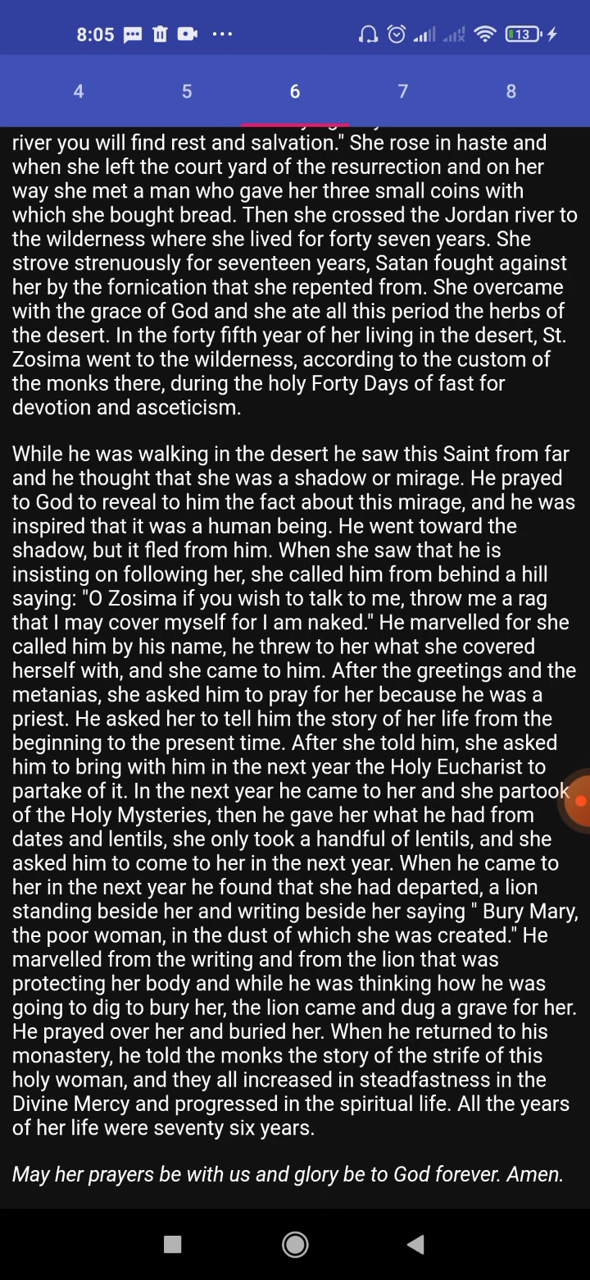 8:05
13
4 5 6 7 8
river you will find rest and salvation." She rose in haste and
when she left the court yard of the resurrection and on her
way she met a man who gave her three small coins with
which she bought bread. Then she crossed the Jordan river to
the wilderness where she lived for forty seven years. She
strove strenuously for seventeen years, Satan fought against
her by the fornication that she repented from. She overcame
with the grace of God and she ate all this period the herbs of
the desert. In the forty fifth year of her living in the desert, St.
Zosima went to the wilderness, according to the custom of
the monks there, during the holy Forty Days of fast for
devotion and asceticism.
While he was walking in the desert he saw this Saint from far
and he thought that she was a shadow or mirage. He prayed
to God to reveal to him the fact about this mirage, and he was
inspired that it was a human being. He went toward the
shadow, but it fled from him. When she saw that he is
insisting on following her, she called him from behind a hill
saying: "O Zosima if you wish to talk to me, throw me a rag
that I may cover myself for I am naked." He marvelled for she
called him by his name, he threw to her what she covered
herself with, and she came to him. After the greetings and the
metanias, she asked him to pray for her because he was a
priest. He asked her to tell him the story of her life from the
beginning to the present time. After she told him, she asked
him to bring with him in the next year the Holy Eucharist to
partake of it. In the next year he came to her and she partook
of the Holy Mysteries, then he gave her what he had from
dates and lentils, she only took a handful of lentils, and she
asked him to come to her in the next year. When he came to
her in the next year he found that she had departed, a lion
standing beside her and writing beside her saying " Bury Mary,
the poor woman, in the dust of which she was created." He
marvelled from the writing and from the lion that was
protecting her body and while he was thinking how he was
going to dig to bury her, the lion came and dug a grave for her.
He prayed over her and buried her. When he returned to his
monastery, he told the monks the story of the strife of this
holy woman, and they all increased in steadfastness in the
Divine Mercy and progressed in the spiritual life. All the years
of her life were seventy six years.
May her prayers be with us and glory be to God forever. Amen.